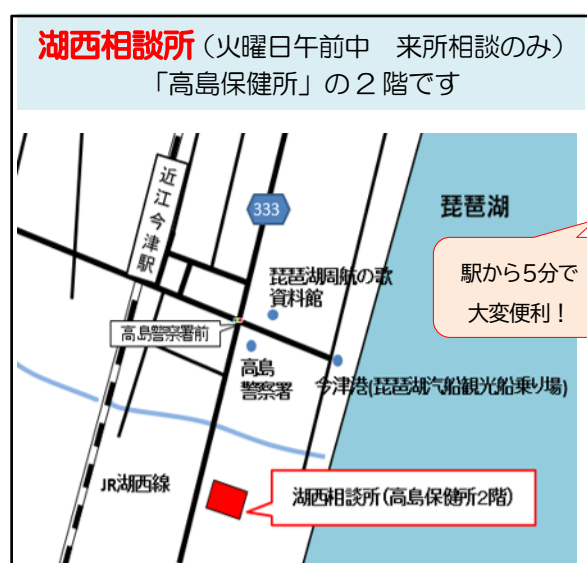 湖西相談所（火曜日午前中　来所相談のみ）
「高島保健所」の２階です
近江今津駅
333
琵琶湖
琵琶湖周航の歌
資料館
駅から5分で
大変便利！
高島警察署前
高島
警察署
今津港(琵琶湖汽船観光船乗り場)
JR湖西線
湖西相談所(高島保健所2階)